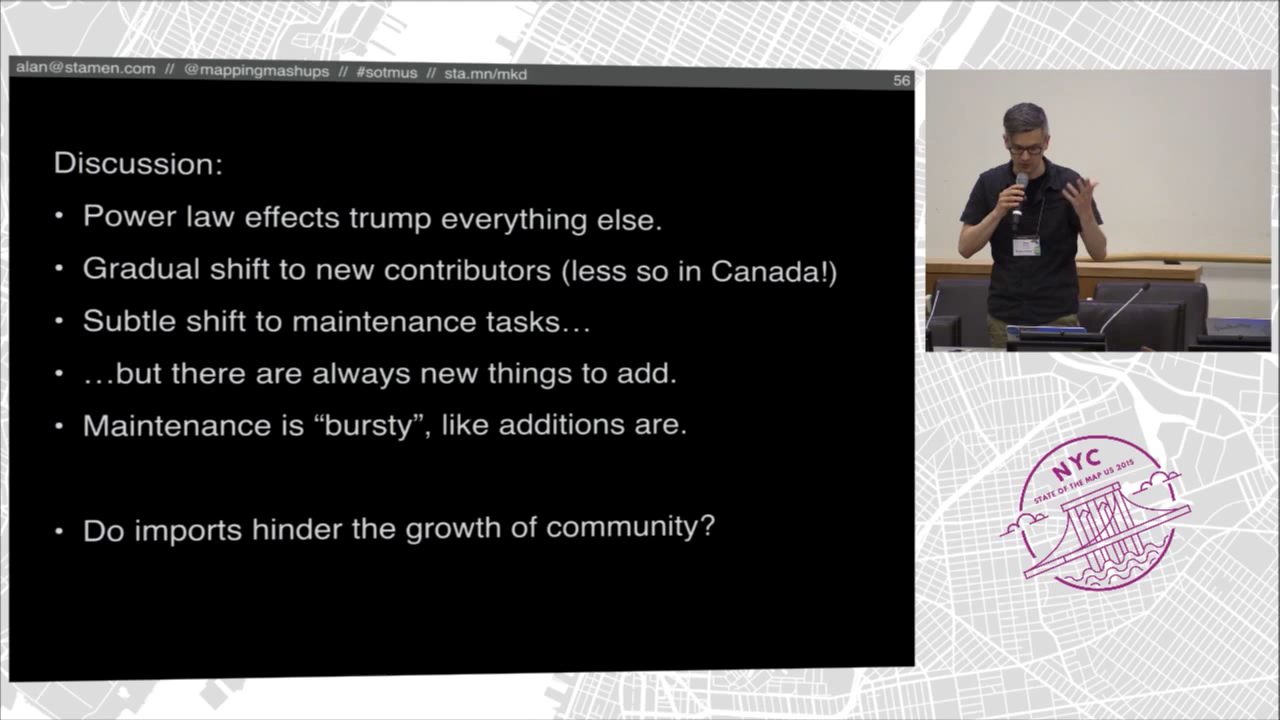 alan@stamen.com // @mappingmashups // #sotmus // sta.mn/mkd
56
Discussion:
• Power law effects trump everything else.
• Gradual shift to new contributors (less so in Canada!)
• Subtle shift to maintenance tasks…
• …but there are always new things to add.
• Maintenance is “bursty”, like additions are.
• Do imports hinder the growth of community?
NYC
STATE OF THE MAP US 2015